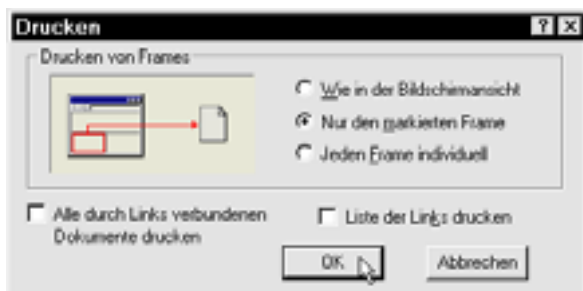 Drucken
Drucken von Frames
Wie in der Bildschirmansicht
Nur den markierten Frame
Jeden Frame individuell
Alle durch Links verbundenen
Dokumente drucken
Liste der Links drucken
OK
Abbrechen